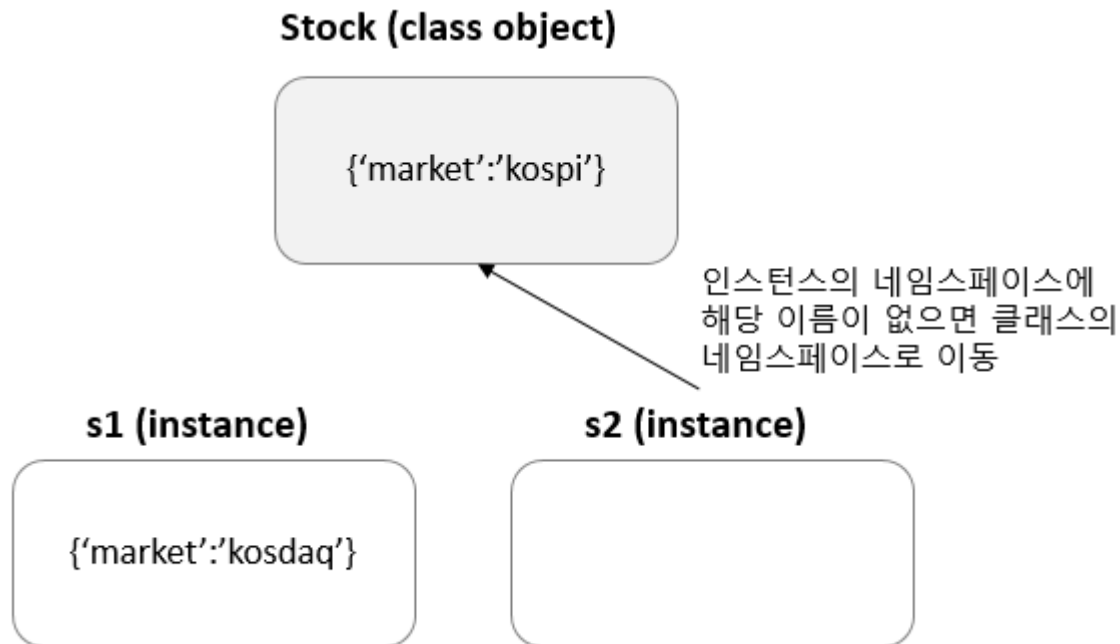 Stock (class object)
{‘market’:’kospi’}
인스턴스의 네임스페이스에
해당 이름이 없으면 클래스의
네임스페이스로 이동
s1 (instance)
s2 (instance)
{‘market’:’kosdaq’}